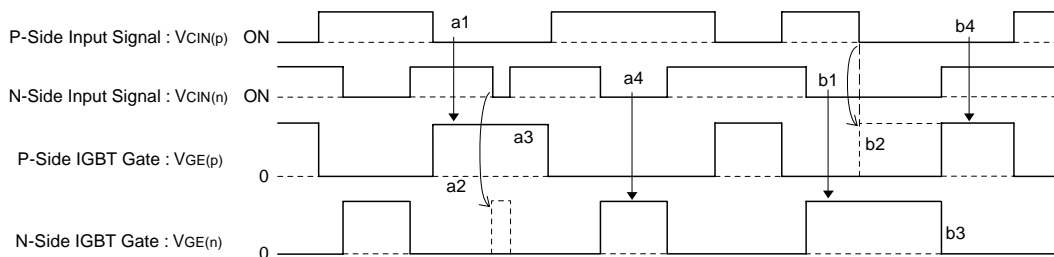 a1
b4
P-Side Input Signal : VCIN(p) ON
a4
b1
N-Side Input Signal : VCIN(n) ON
a3
b2
P-Side IGBT Gate : VGE(p)
0
a2
b3
N-Side IGBT Gate : VGE(n)
0